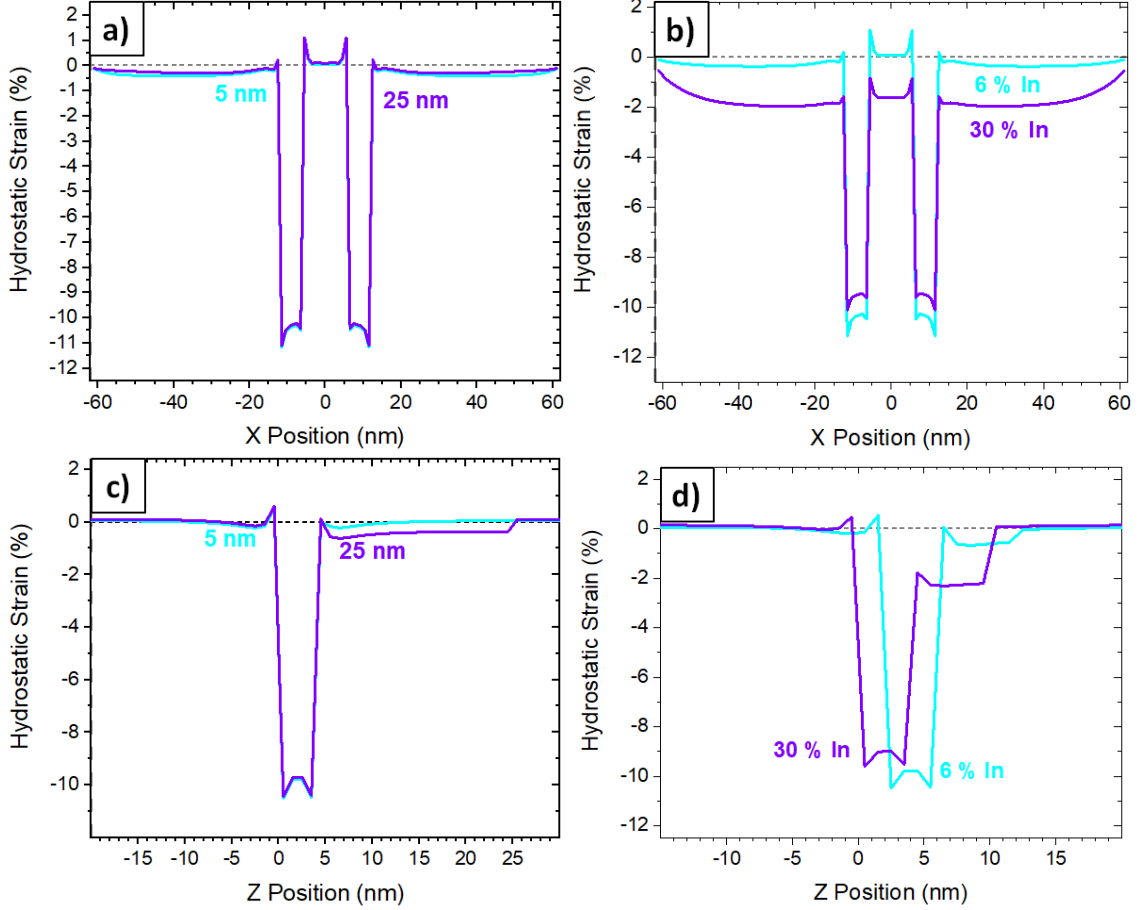 a)
Hydrostatic Strain (%)
2
1
0
-1
-2
-3
-4
-5
-6
-7
-8
-9
-10
-11
-12
5 nm
25 nm
-60 -40 -20 0 20 40 60
X Position (nm)
b)
Hydrostatic Strain (%)
2
0
-2
-4
-6
-8
-10
-12
6 % In
30 % In
-60 -40 -20 0 20 40 60
X Position (nm)
c)
Hydrostatic Strain (%)
2
0
-2
-4
-6
-8
-10
5 nm
25 nm
-15 -10 -5 0 5 10 15 20 25
Z Position (nm)
d)
Hydrostatic Strain (%)
2
0
-2
-4
-6
-8
-10
-12
30 % In
6 % In
-10 -5 0 5 10 15
Z Position (nm)